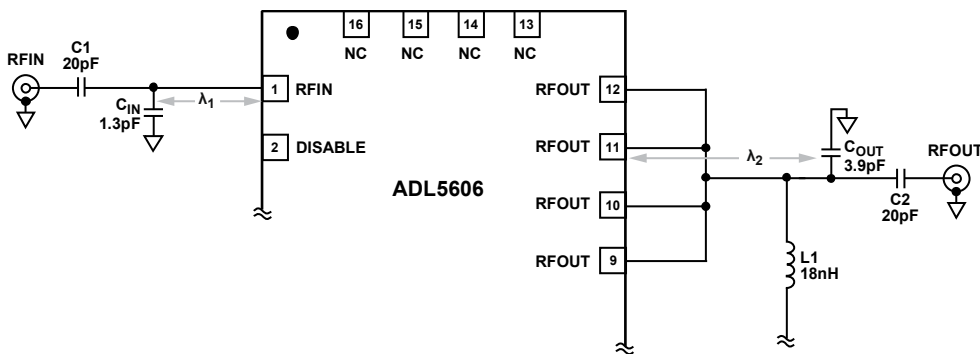 16
15
14
13
NC
NC
NC
NC
RFIN
C1
20pF
CIN
1.3pF
λ1
1
RFIN
2
DISABLE
ADL5606
RFOUT
12
RFOUT
11
RFOUT
10
RFOUT
9
λ2
COUT
3.9pF
RFOUT
C2
20pF
L1
18nH